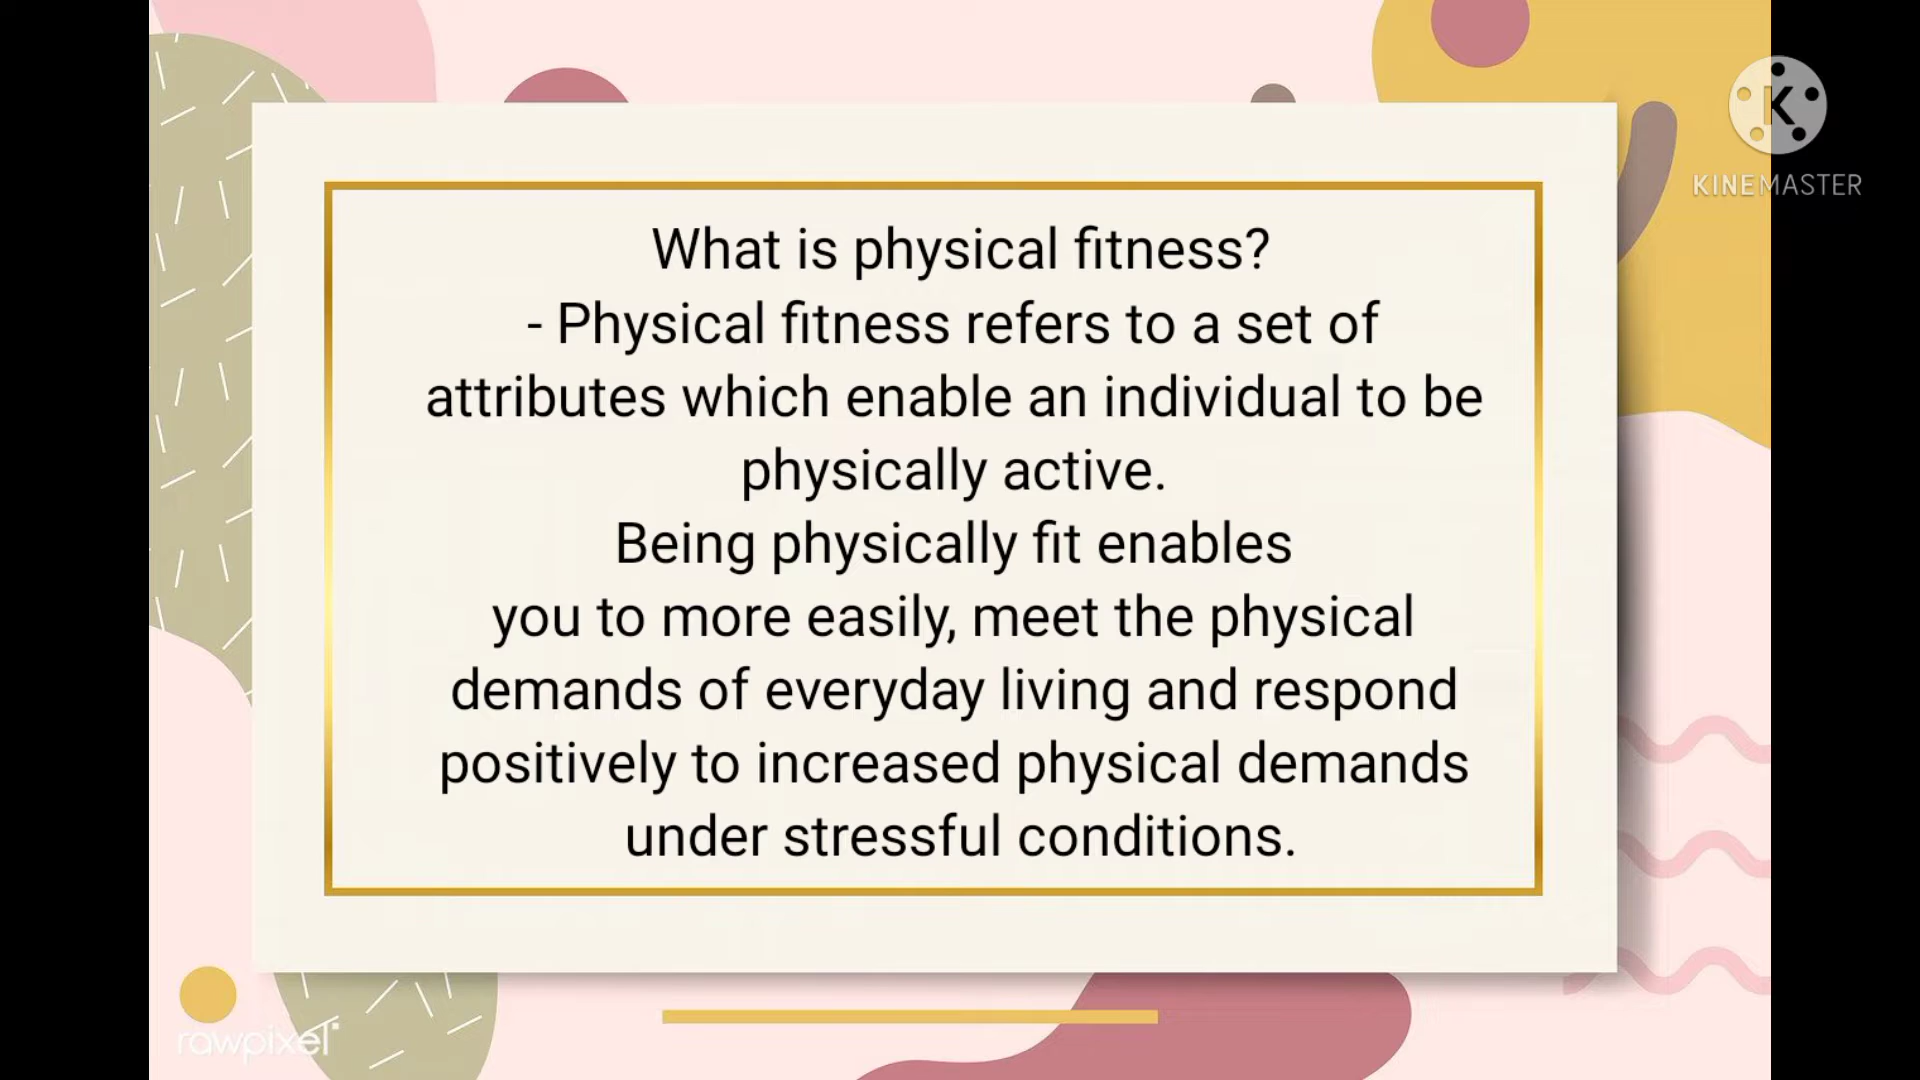 What is physical fitness?
- Physical fitness refers to a set of
attributes which enable an individual to be
physically active.
Being physically fit enables
you to more easily, meet the physical
demands of everyday living and respond
positively to increased physical demands
under stressful conditions.
K
KINEMASTER
rawpixel